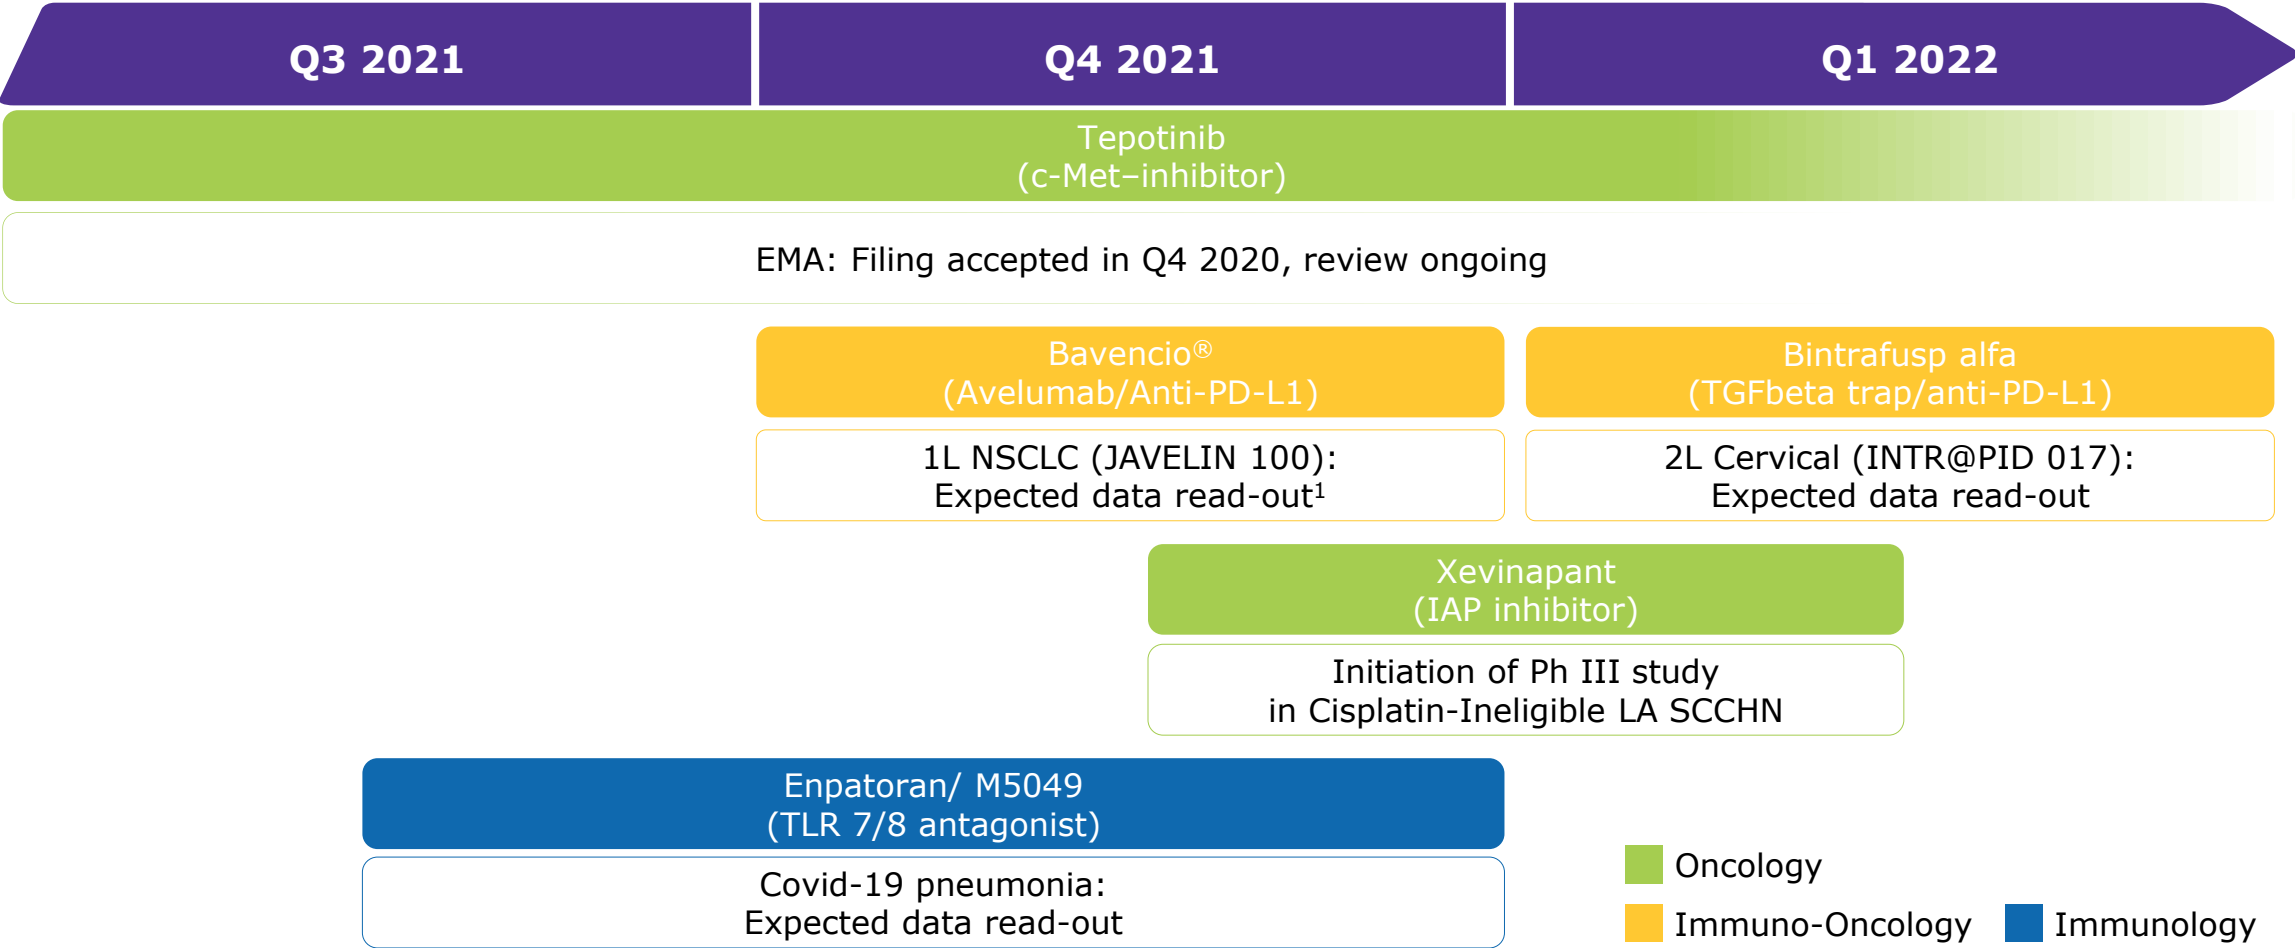 Q3 2021
Q4 2021
Q1 2022
Tepotinib
(c-Met–inhibitor)
EMA: Filing accepted in Q4 2020, review ongoing
Bavencio®
(Avelumab/Anti-PD-L1)
1L NSCLC (JAVELIN 100):
Expected data read-out¹
Bintrafusp alfa
(TGFbeta trap/anti-PD-L1)
2L Cervical (INTR@PID 017):
Expected data read-out
Xevinapant
(IAP inhibitor)
Initiation of Ph III study
in Cisplatin-Ineligible LA SCCHN
Enpatoran/ M5049
(TLR 7/8 antagonist)
Covid-19 pneumonia:
Expected data read-out
Oncology
Immuno-Oncology
Immunology